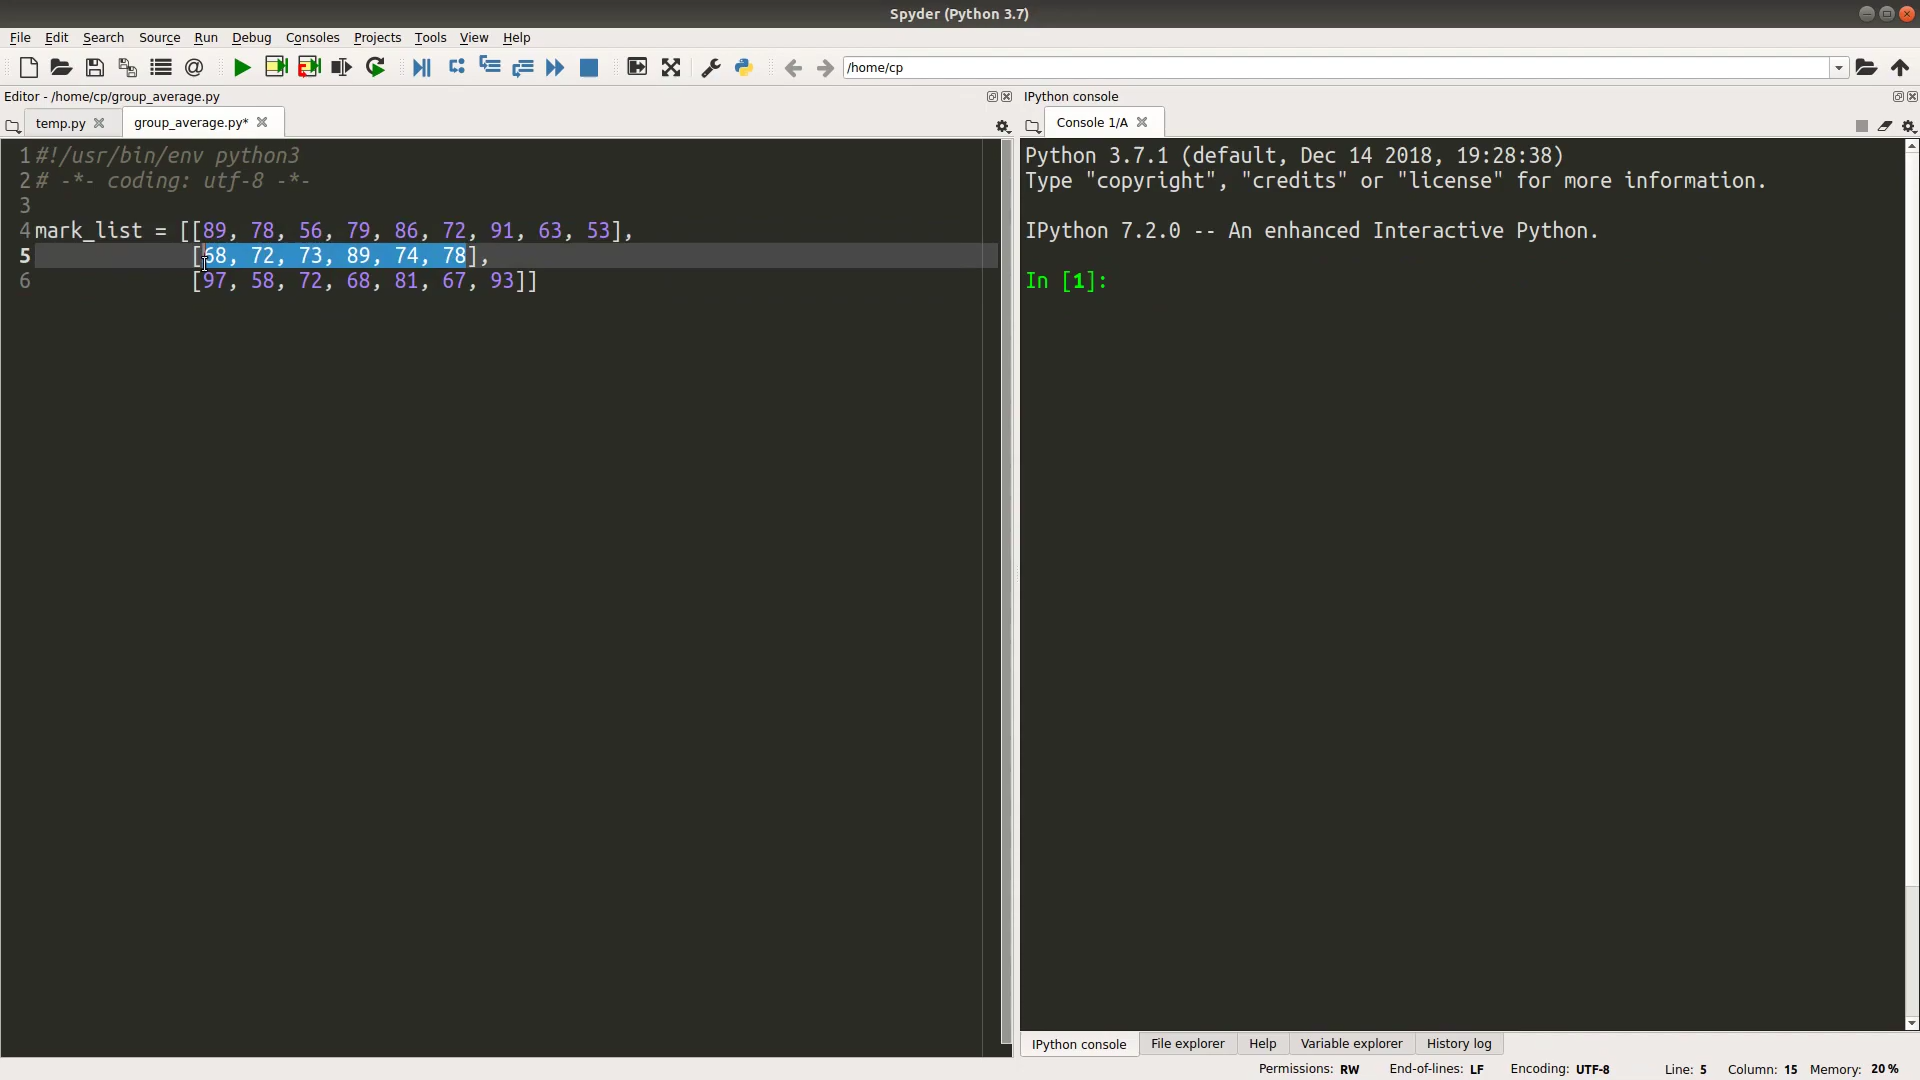 Spyder (Python 3.7)
File Edit Search Source Run Debug Consoles Projects Tools View Help
/home/cp
Editor - /home/cp/group_average.py
temp.py
group_average.py*
1 #!/usr/bin/env python3
2 # -*- coding: utf-8 -*-
3
4 mark_list = [[89, 78, 56, 79, 86, 72, 91, 63, 53],
5              [68, 72, 73, 89, 74, 78],
6              [97, 58, 72, 68, 81, 67, 93]]
IPython console
Console 1/A
Python 3.7.1 (default, Dec 14 2018, 19:28:38)
Type "copyright", "credits" or "license" for more information.
IPython 7.2.0 -- An enhanced Interactive Python.
In [1]:
IPython console File explorer Help Variable explorer History log
Permissions: RW End-of-lines: LF Encoding: UTF-8 Line: 5 Column: 15 Memory: 20 %